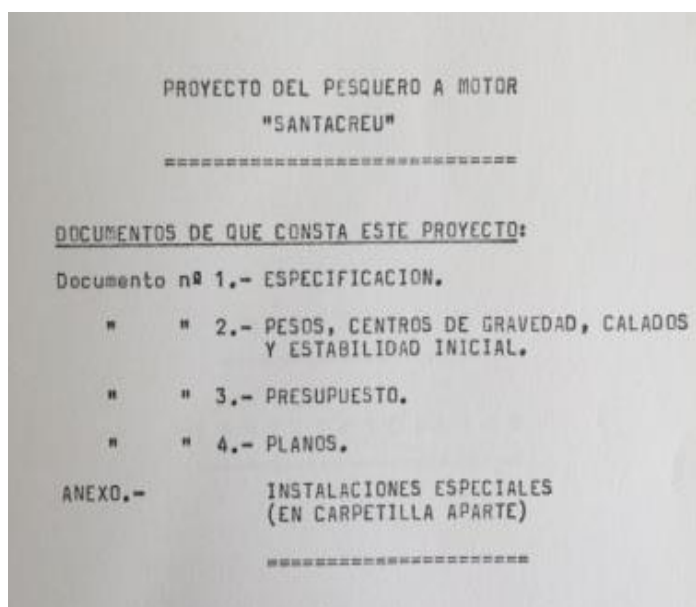 PROYECTO DEL PESQUERO A MOTOR
"SANTACREU"
==============================
DOCUMENTOS DE QUE CONSTA ESTE PROYECTO:
Documento nº 1.- ESPECIFICACION.
" " 2.- PESOS, CENTROS DE GRAVEDAD, CALADOS
Y ESTABILIDAD INICIAL.
" " 3.- PRESUPUESTO.
" " 4.- PLANOS.
ANEXO.- INSTALACIONES ESPECIALES
(EN CARPETILLA APARTE)
======================